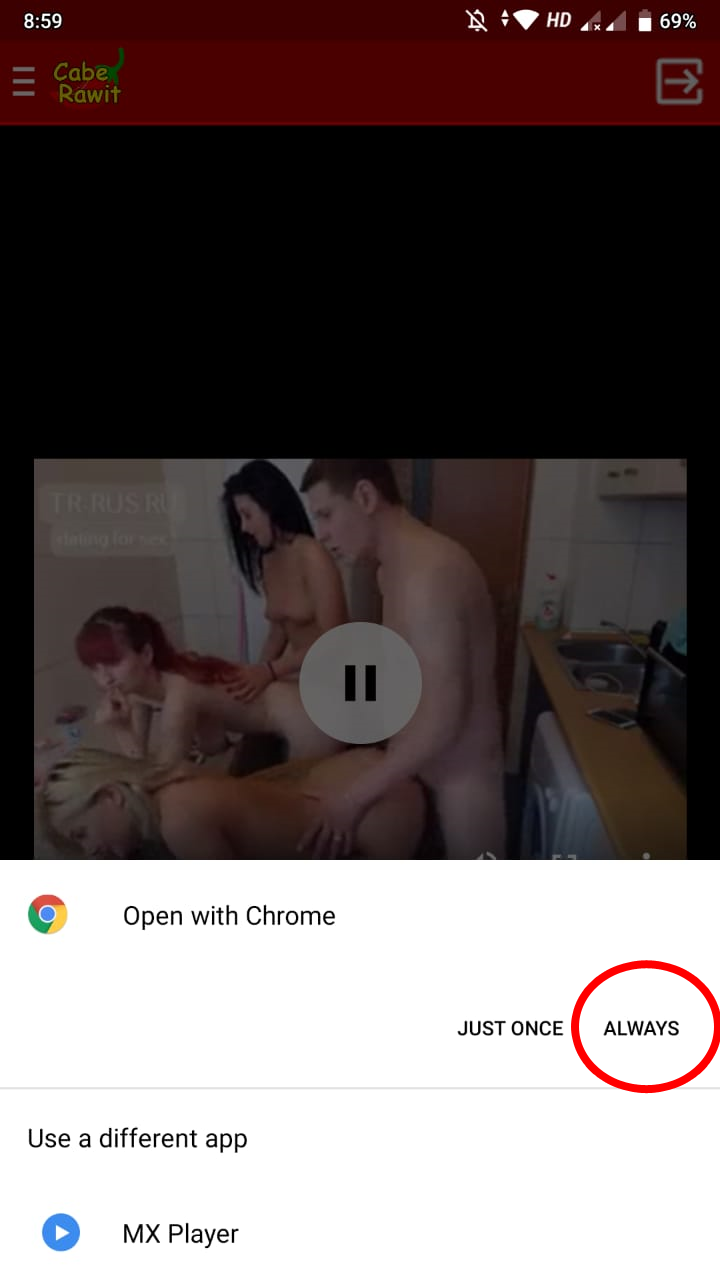 8:59
HD
69%
Cabe
Rawit
TR-RUS RU
dating for sex
Open with Chrome
JUST ONCE
ALWAYS
Use a different app
MX Player